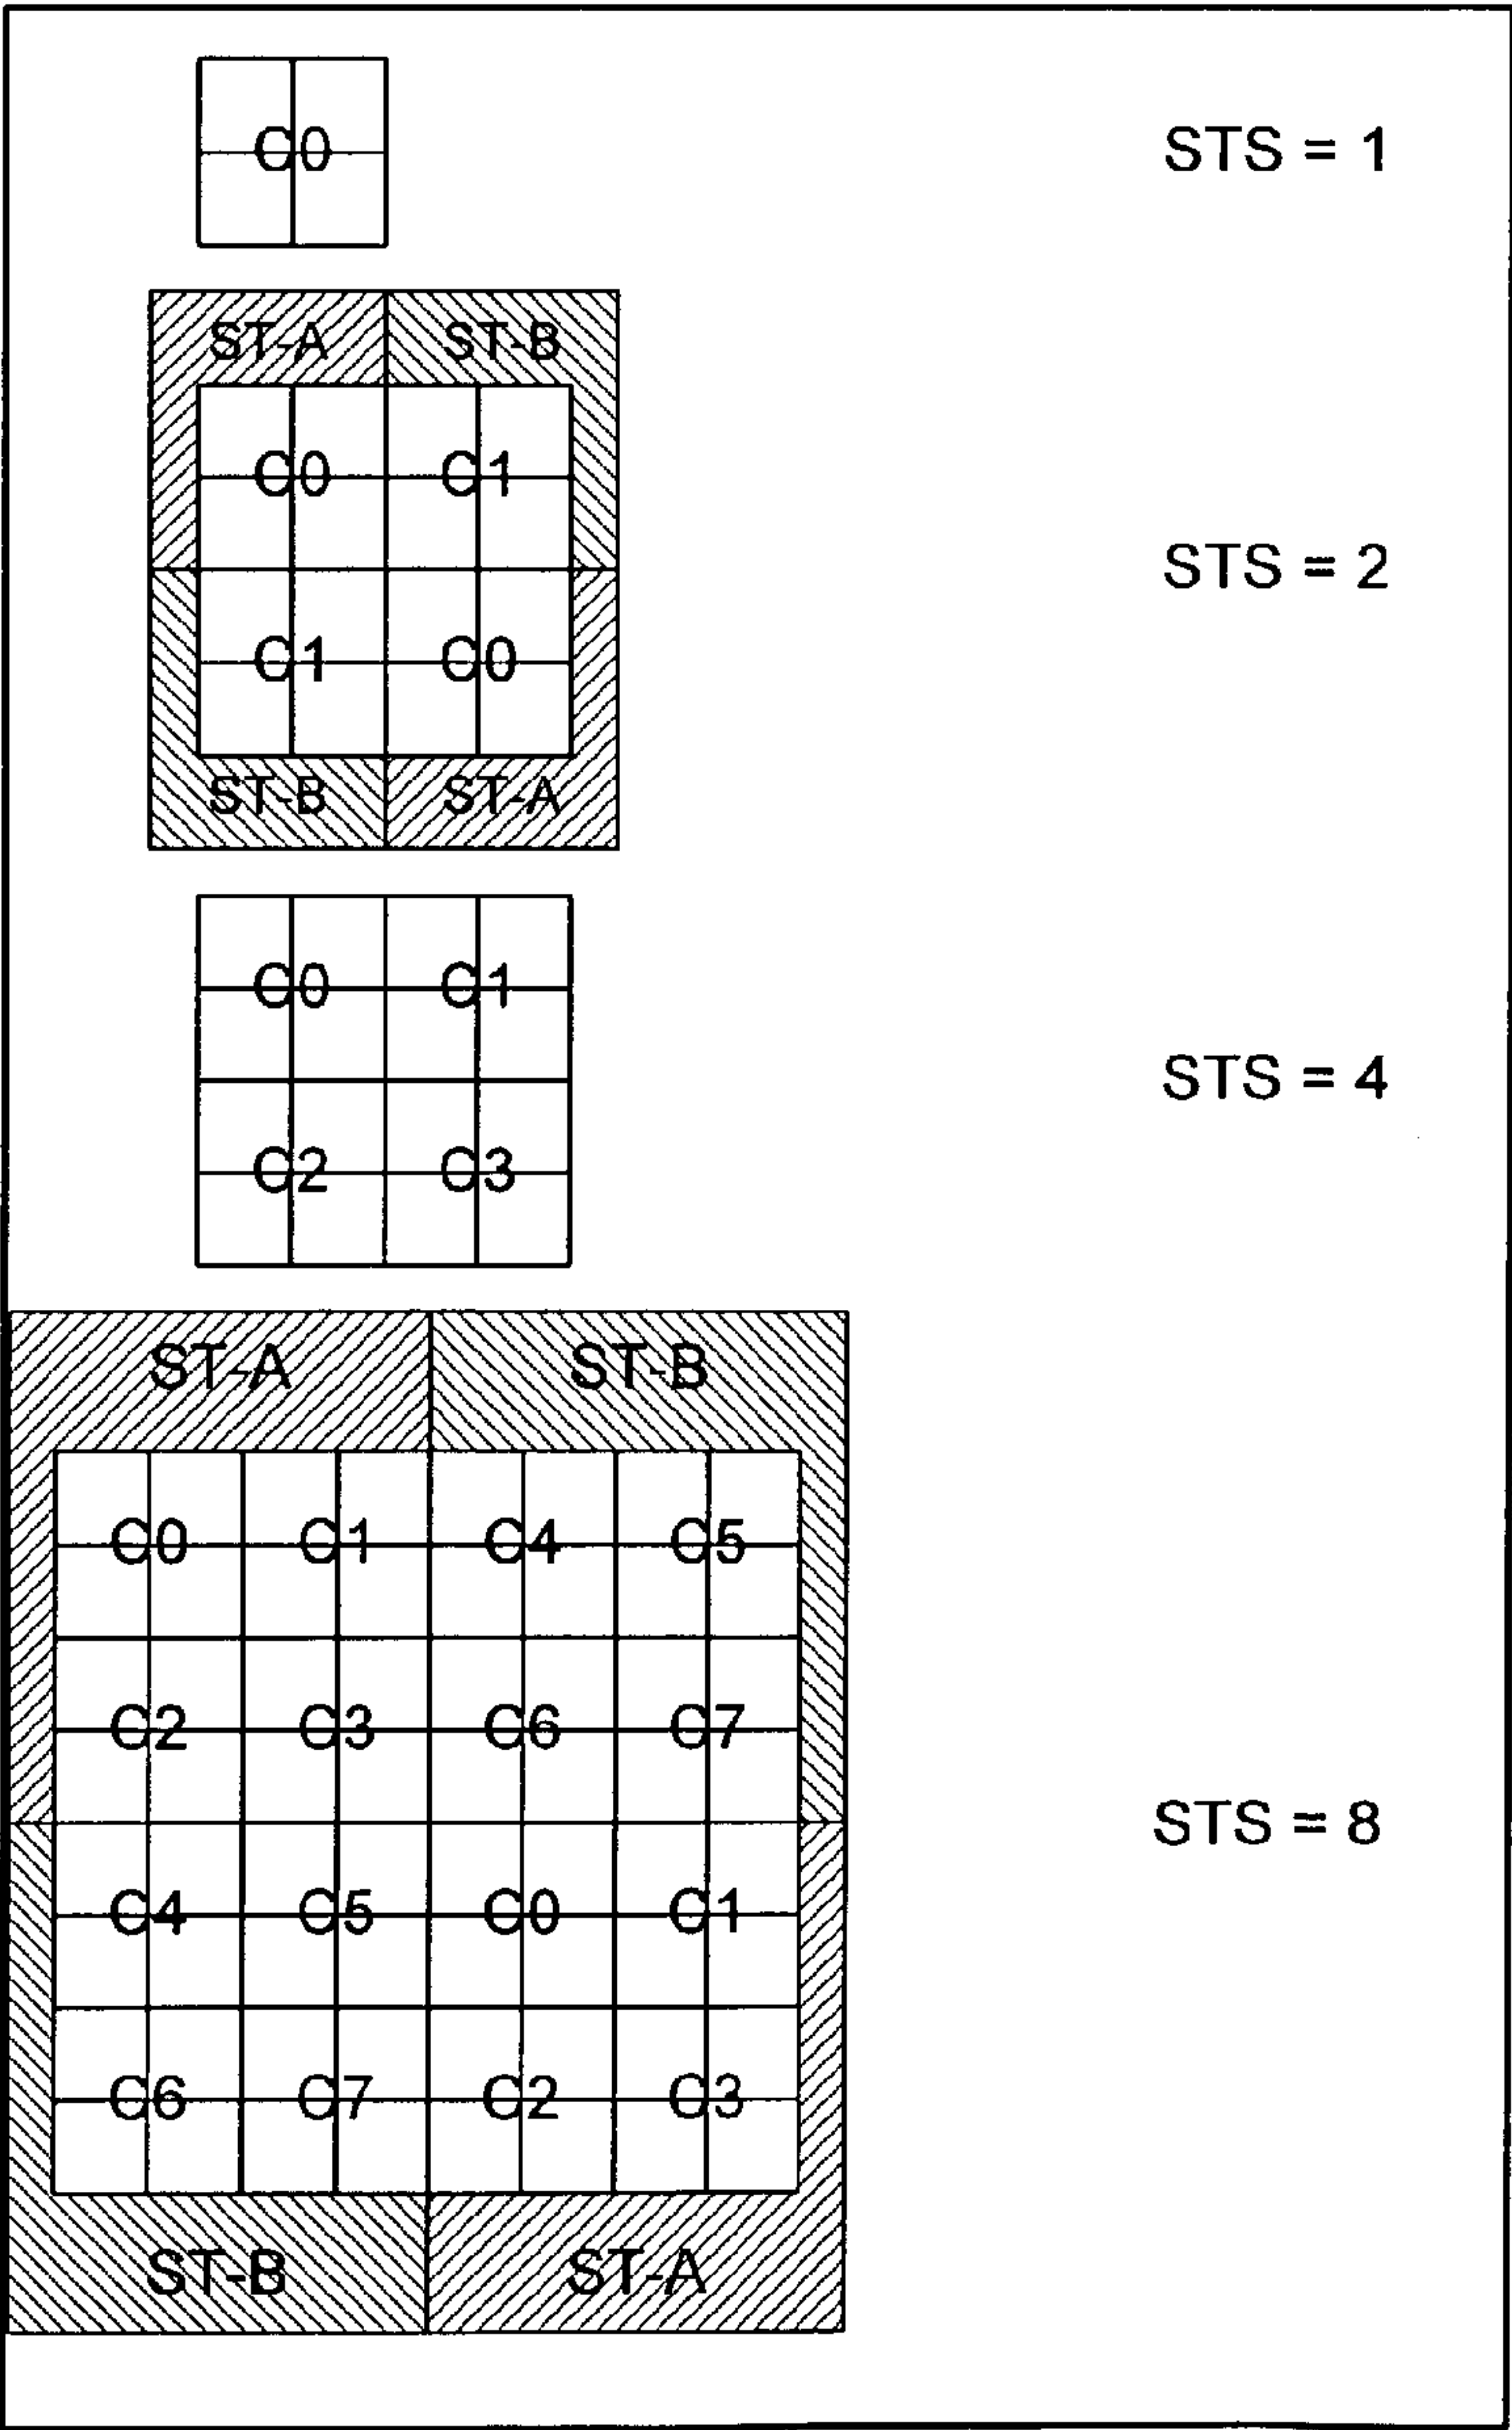 C0
STS = 1
ST-A ST-B
C0 C1
STS = 2
C1 C0
ST-B ST-A
C0 C1
STS = 4
C2 C3
ST-A ST-B
C0 C1 C4 C5
C2 C3 C6 C7
STS = 8
C4 C5 C0 C1
C6 C7 C2 C3
ST-B ST-A